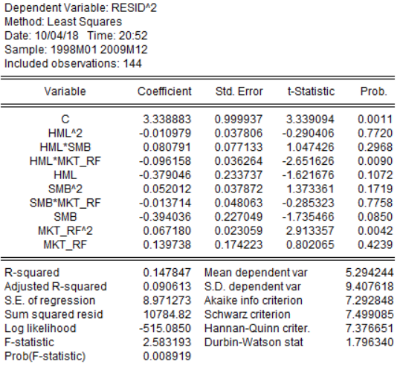 Dependent Variable: RESID^2
Method: Least Squares
Date: 10/04/18 Time: 20:52
Sample: 1998M01 2009M12
Included observations: 144
Variable Coefficient Std. Error t-Statistic Prob.
C 3.338883 0.999937 3.339094 0.0011
HML^2 -0.010979 0.037806 -0.290406 0.7720
HML*SMB 0.080791 0.077130 1.047426 0.2968
HML*MKT_RF -0.096158 0.036264 -2.651626 0.0090
HML -0.379046 0.233737 -1.621676 0.1072
SMB^2 0.052012 0.037872 1.373361 0.1719
SMB*MKT_RF -0.013714 0.048063 -0.285323 0.7758
SMB -0.394036 0.227049 -1.735466 0.0850
MKT_RF^2 0.067180 0.023059 2.913357 0.0042
MKT_RF 0.139738 0.174223 0.802065 0.4239
R-squared 0.147847 Mean dependent var 5.294244
Adjusted R-squared 0.090613 S.D. dependent var 9.407618
S.E. of regression 8.971273 Akaike info criterion 7.292848
Sum squared resid 10784.82 Schwarz criterion 7.499085
Log likelihood -515.0850 Hannan-Quinn criter. 7.376651
F-statistic 2.583193 Durbin-Watson stat 1.796340
Prob(F-statistic) 0.008919